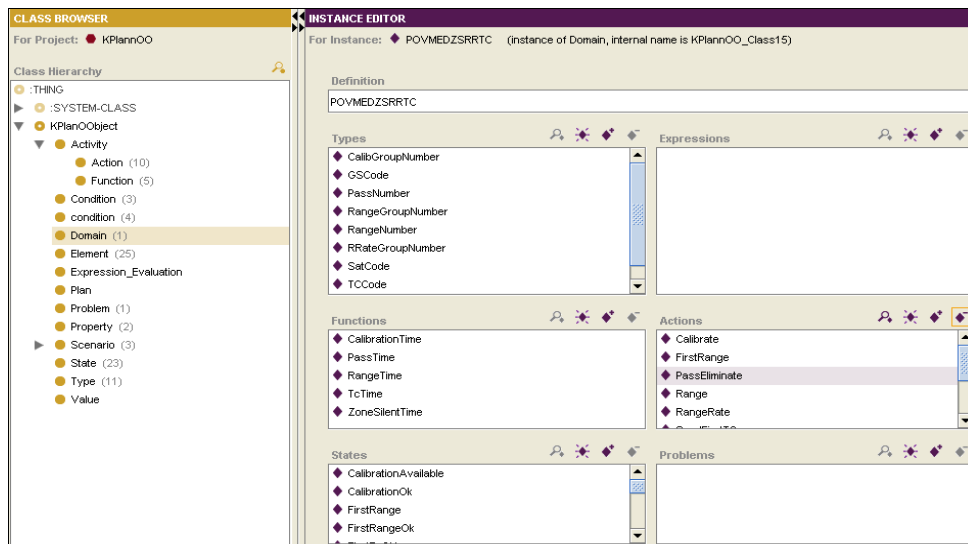 CLASS BROWSER
For Project: KPlannOO
Class Hierarchy
:THING
:SYSTEM-CLASS
KPlanOObject
Activity
Action (10)
Function (5)
Condition (3)
condition (4)
Domain (1)
Element (25)
Expression_Evaluation
Plan
Problem (1)
Property (2)
Scenario (3)
State (23)
Type (11)
Value
INSTANCE EDITOR
For Instance: POVMEDZSRRTC (instance of Domain, internal name is KPlannOO_Class15)
Definition
POVMEDZSRRTC
Types
CalibGroupNumber
GSCode
PassNumber
RangeGroupNumber
RangeNumber
RRateGroupNumber
SatCode
TCCode
Expressions
Functions
CalibrationTime
PassTime
RangeTime
TcTime
ZoneSilentTime
Actions
Calibrate
FirstRange
PassEliminate
Range
RangeRate
States
CalibrationAvailable
CalibrationOk
FirstRange
FirstRangeOk
Problems